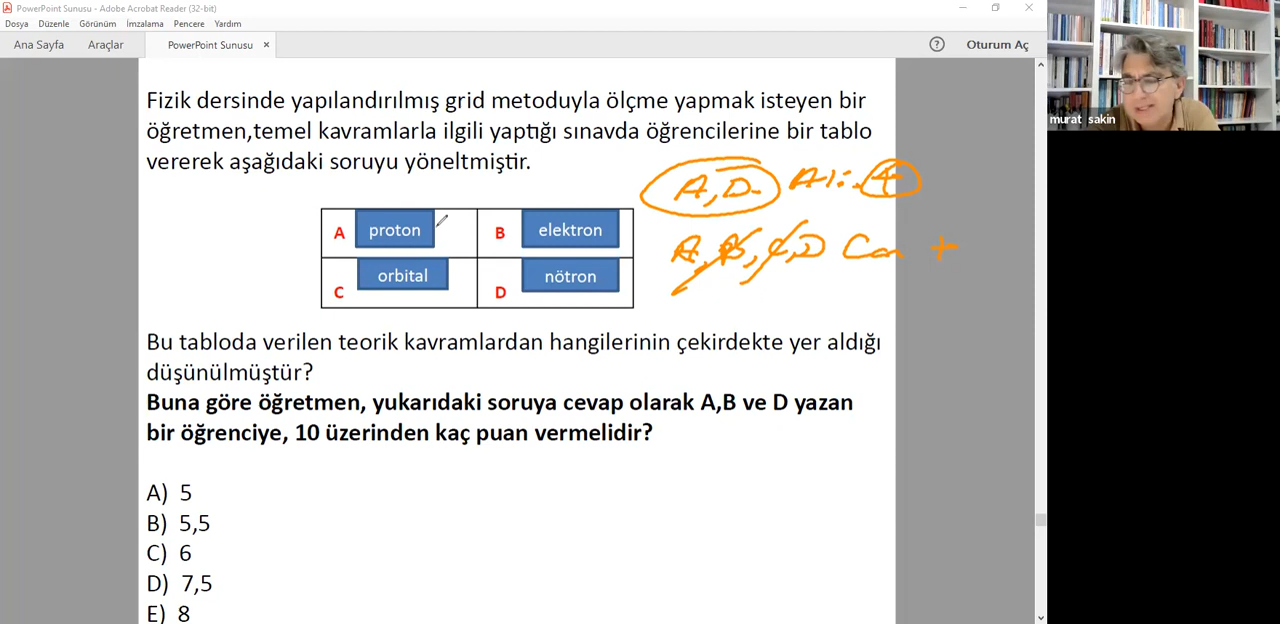 PowerPoint Sunusu - Adobe Acrobat Reader (32-bit)
Dosya Düzenle Görünüm İmzalama Pencere Yardım
Ana Sayfa Araçlar PowerPoint Sunusu × ? Oturum Aç
murat sakin
Fizik dersinde yapılandırılmış grid metoduyla ölçme yapmak isteyen bir
öğretmen,temel kavramlarla ilgili yaptığı sınavda öğrencilerine bir tablo
vererek aşağıdaki soruyu yöneltmiştir.
A, D
A, B, C, D
A proton B elektron
C orbital D nötron
Bu tabloda verilen teorik kavramlardan hangilerinin çekirdekte yer aldığı
düşünülmüştür?
Buna göre öğretmen, yukarıdaki soruya cevap olarak A,B ve D yazan
bir öğrenciye, 10 üzerinden kaç puan vermelidir?
A) 5
B) 5,5
C) 6
D) 7,5
E) 8